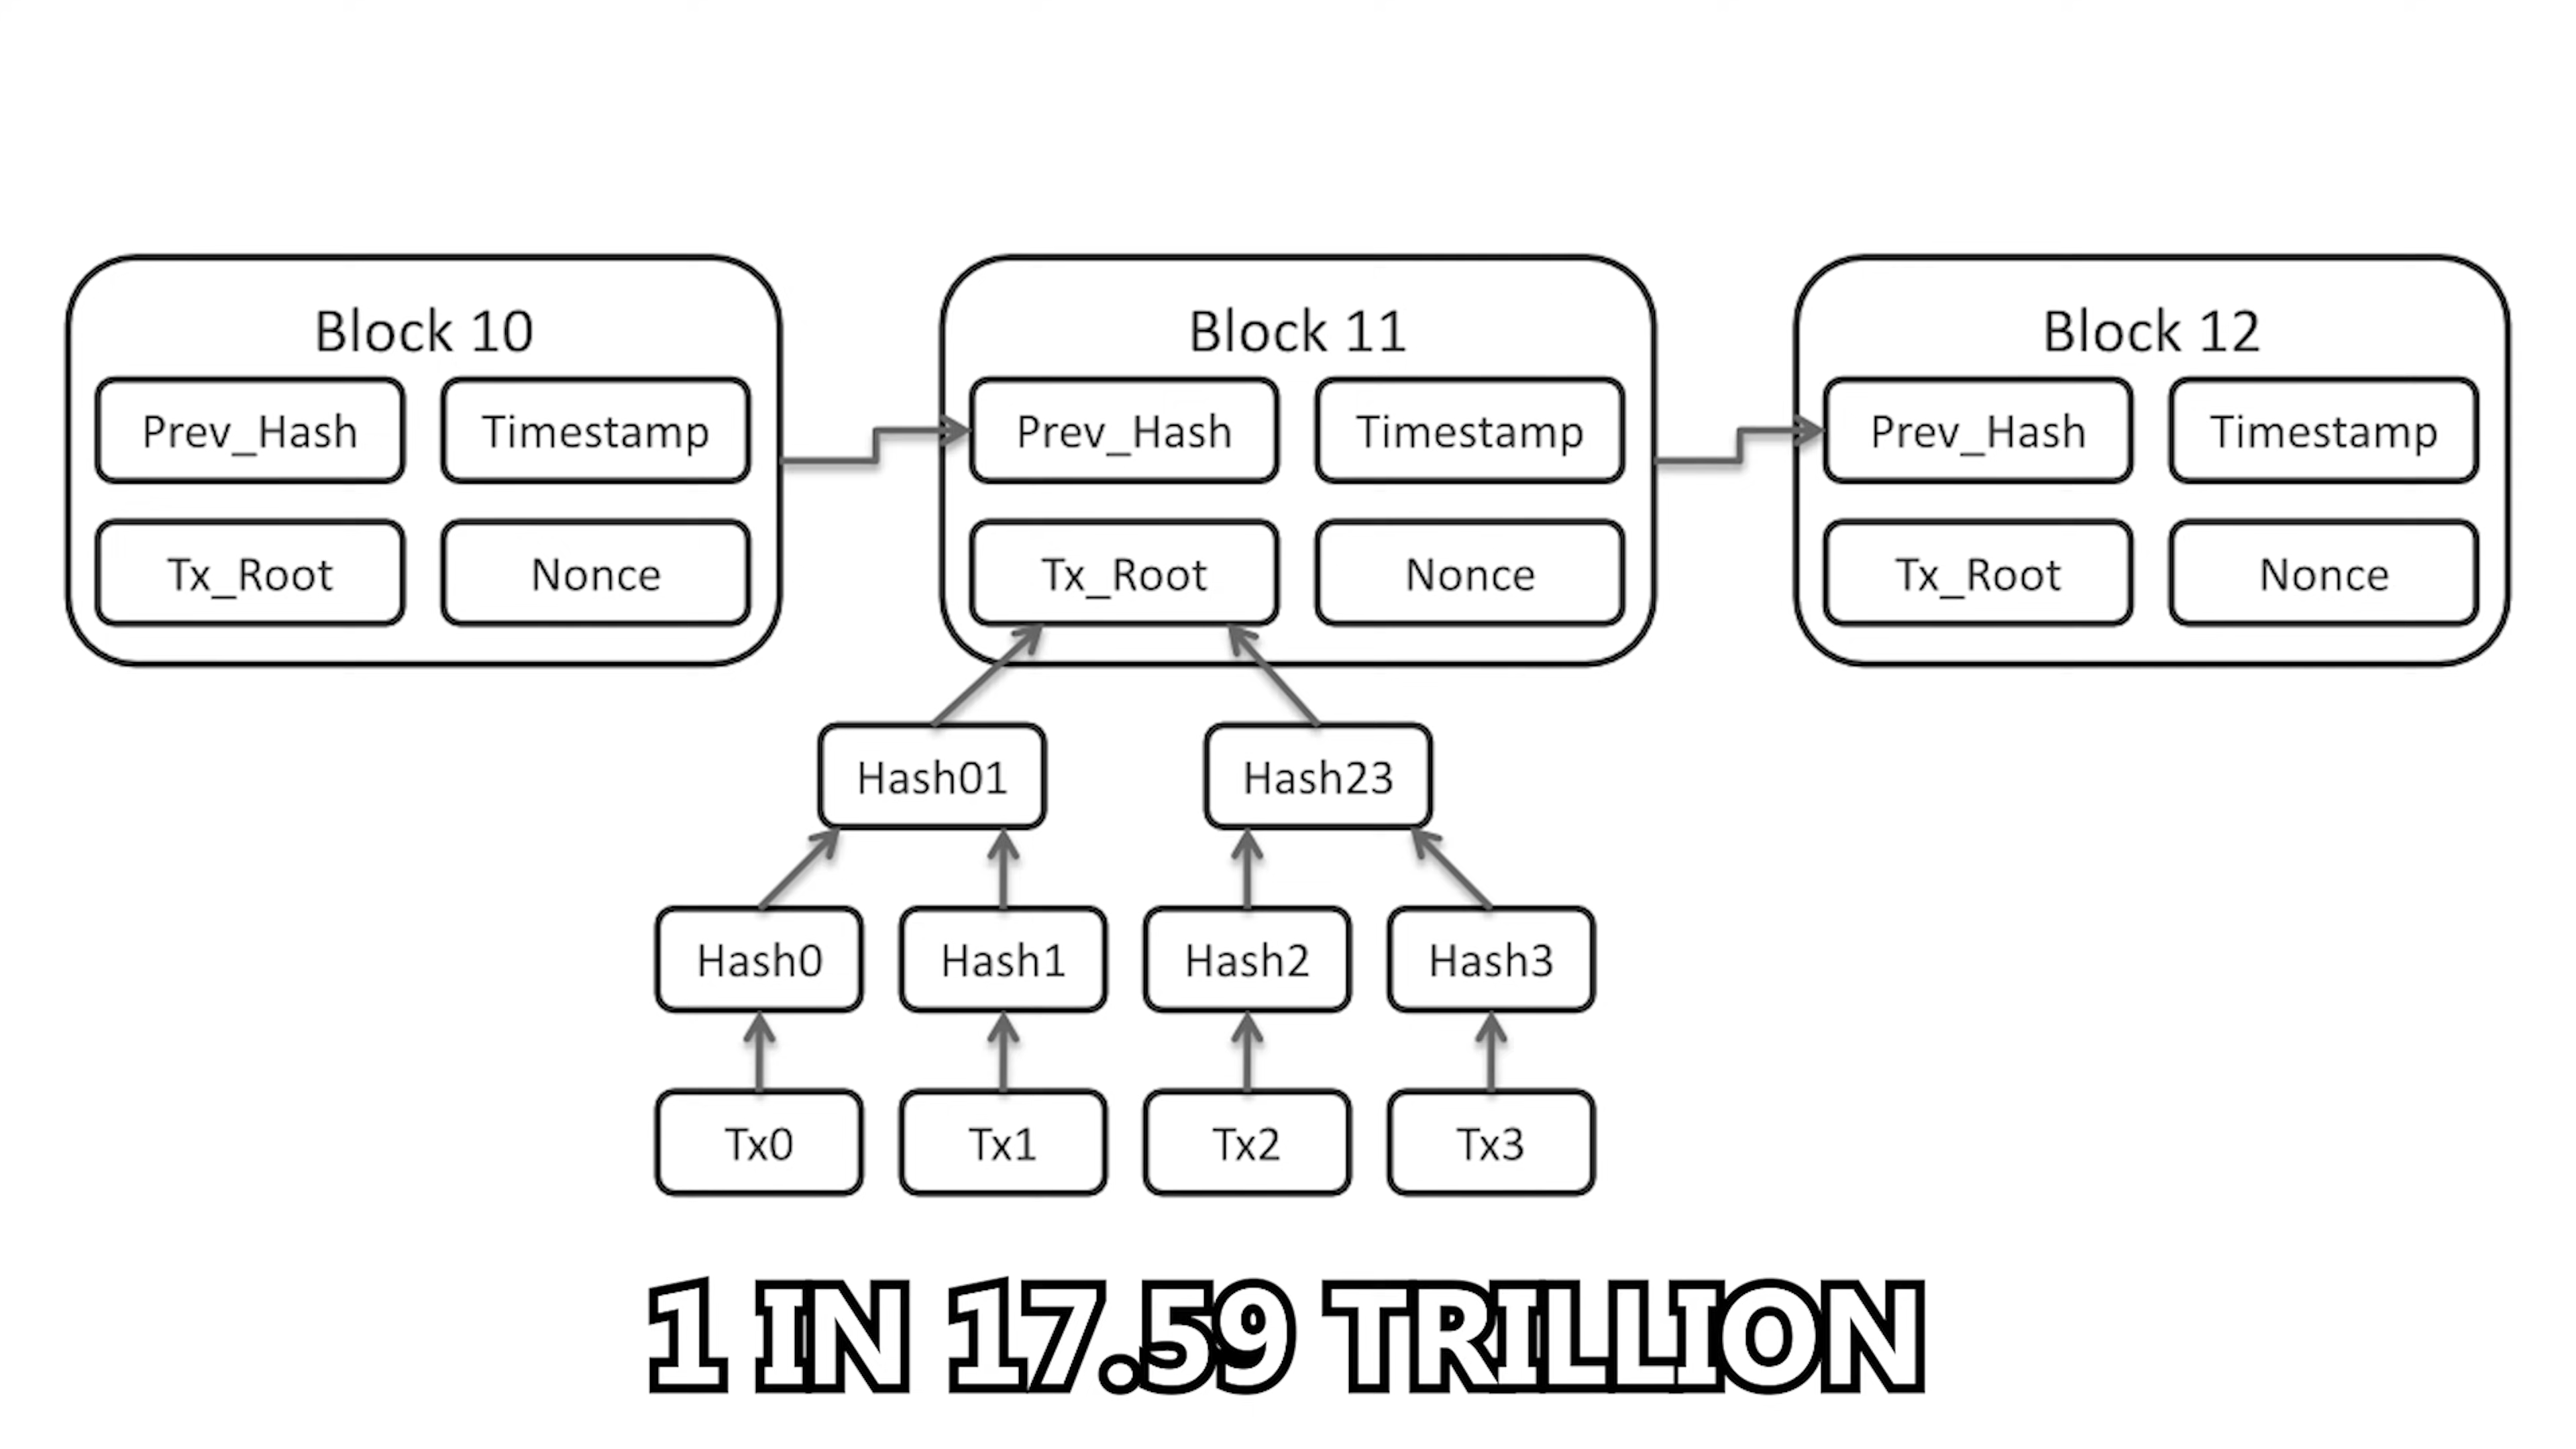 Block 10
Prev_Hash
Timestamp
Tx_Root
Nonce
Block 11
Prev_Hash
Timestamp
Tx_Root
Nonce
Block 12
Prev_Hash
Timestamp
Tx_Root
Nonce
Hash01
Hash23
Hash0
Hash1
Hash2
Hash3
Tx0
Tx1
Tx2
Tx3
1 IN 17.59 TRILLION